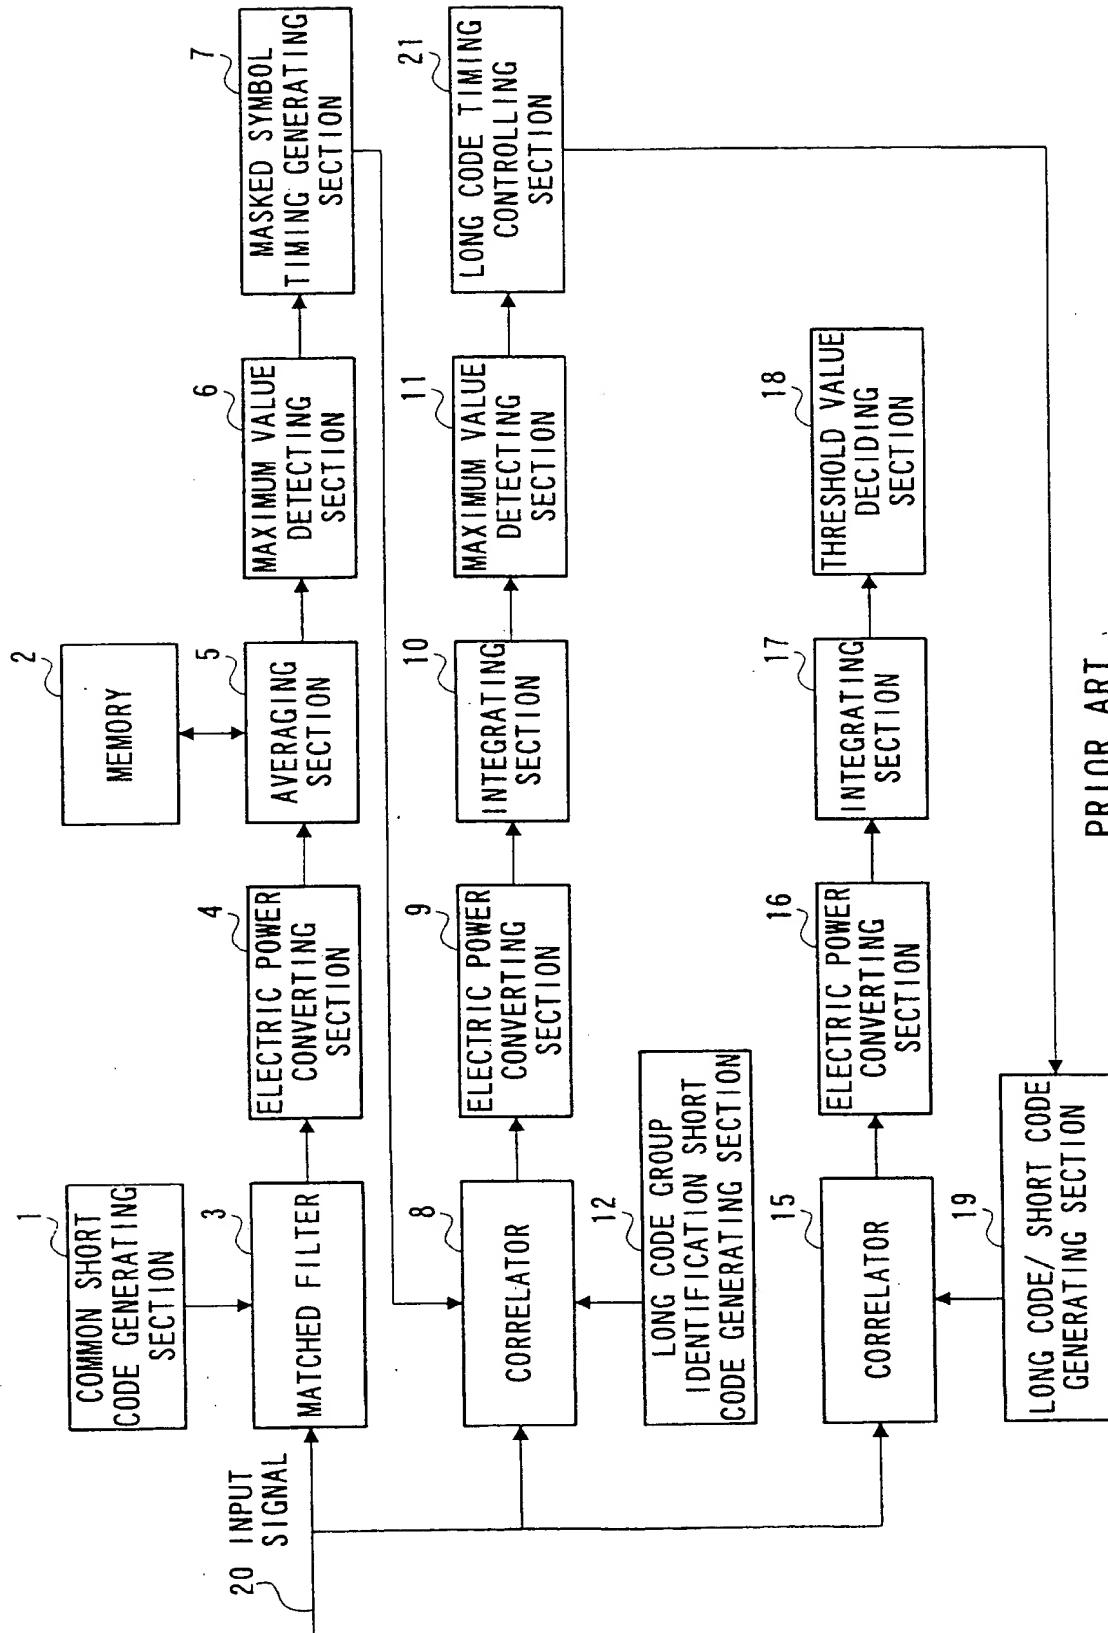 1
COMMON SHORT
CODE GENERATING
SECTION
2
MEMORY
20 INPUT
SIGNAL
3
MATCHED FILTER
4
ELECTRIC POWER
CONVERTING
SECTION
5
AVERAGING
SECTION
6
MAXIMUM VALUE
DETECTING
SECTION
7
MASKED SYMBOL
TIMING GENERATING
SECTION
8
CORRELATOR
9
ELECTRIC POWER
CONVERTING
SECTION
10
INTEGRATING
SECTION
11
MAXIMUM VALUE
DETECTING
SECTION
21
LONG CODE TIMING
CONTROLLING
SECTION
12
LONG CODE GROUP
IDENTIFICATION SHORT
CODE GENERATING SECTION
15
CORRELATOR
16
ELECTRIC POWER
CONVERTING
SECTION
17
INTEGRATING
SECTION
18
THRESHOLD VALUE
DECIDING
SECTION
19
LONG CODE/ SHORT CODE
GENERATING SECTION
PRIOR ART